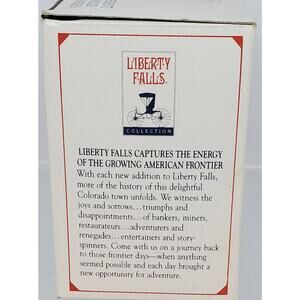 LIBERTY
FALLS
COLLECTION
LIBERTY FALLS CAPTURES THE ENERGY
OF THE GROWING AMERICAN FRONTIER
With each new addition to Liberty Falls,
more of the history of this delightful
Colorado town unfolds. We witness the
joys and sorrows...triumphs and
disappointments...of bankers, miners,
restaurateurs...adventurers and
renegades...entertainers and story-
spinners. Come with us on a journey back
to those frontier days—when anything
seemed possible and each day brought a
new opportunity for adventure.